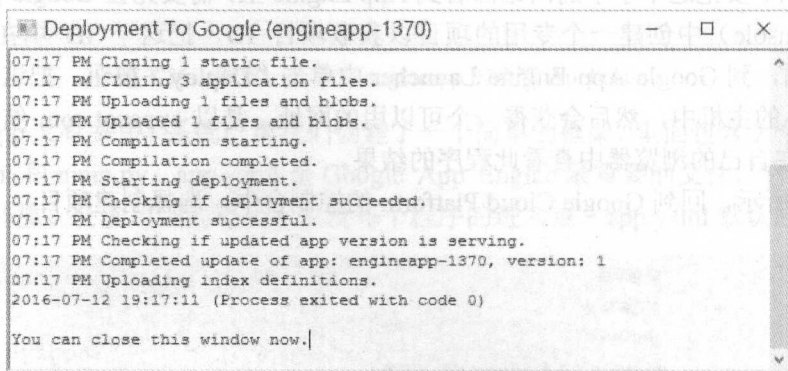 Deployment To Google (engineapp-1370)
07:17 PM Cloning 1 static file.
07:17 PM Cloning 3 application files.
07:17 PM Uploading 1 files and blobs.
07:17 PM Uploaded 1 files and blobs.
07:17 PM Compilation starting.
07:17 PM Compilation completed.
07:17 PM Starting deployment.
07:17 PM Checking if deployment succeeded.
07:17 PM Deployment successful.
07:17 PM Checking if updated app version is serving.
07:17 PM Completed update of app: engineapp-1370, version: 1
07:17 PM Uploading index definitions.
2016-07-12 19:17:11 (Process exited with code 0)
You can close this window now.